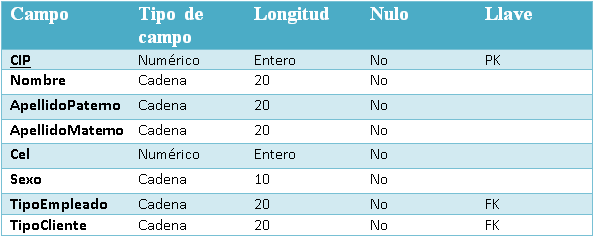 Campo Tipo de campo Longitud Nulo Llave
CIP Numérico Entero No PK
Nombre Cadena 20 No
ApellidoPaterno Cadena 20 No
ApellidoMaterno Cadena 20 No
Cel Numérico Entero No
Sexo Cadena 10 No
TipoEmpleado Cadena 20 No FK
TipoCliente Cadena 20 No FK